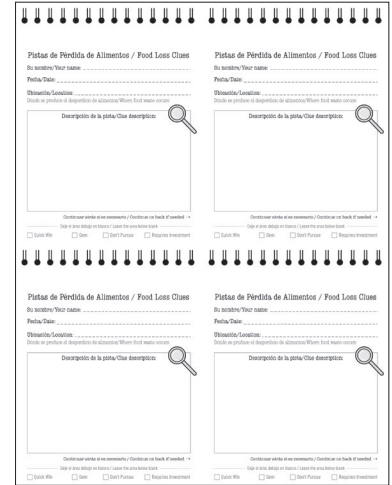 Pistas de Pérdida de Alimentos / Food Loss Clues
Su nombre/Your name:
Fecha/Date:
Ubicación/Location:
Dónde se produce el desperdicio de alimentos/Where food waste occurs
Descripción de la pista/Clue description:
Continuar atrás si es necesario / Continue on back if needed →
Deje el área debajo en blanco / Leave the area below blank
Quick Win Gem Don't Pursue Requires Investment
Pistas de Pérdida de Alimentos / Food Loss Clues
Su nombre/Your name:
Fecha/Date:
Ubicación/Location:
Dónde se produce el desperdicio de alimentos/Where food waste occurs
Descripción de la pista/Clue description:
Continuar atrás si es necesario / Continue on back if needed →
Deje el área debajo en blanco / Leave the area below blank
Quick Win Gem Don't Pursue Requires Investment
Pistas de Pérdida de Alimentos / Food Loss Clues
Su nombre/Your name:
Fecha/Date:
Ubicación/Location:
Dónde se produce el desperdicio de alimentos/Where food waste occurs
Descripción de la pista/Clue description:
Continuar atrás si es necesario / Continue on back if needed →
Deje el área debajo en blanco / Leave the area below blank
Quick Win Gem Don't Pursue Requires Investment
Pistas de Pérdida de Alimentos / Food Loss Clues
Su nombre/Your name:
Fecha/Date:
Ubicación/Location:
Dónde se produce el desperdicio de alimentos/Where food waste occurs
Descripción de la pista/Clue description:
Continuar atrás si es necesario / Continue on back if needed →
Deje el área debajo en blanco / Leave the area below blank
Quick Win Gem Don't Pursue Requires Investment